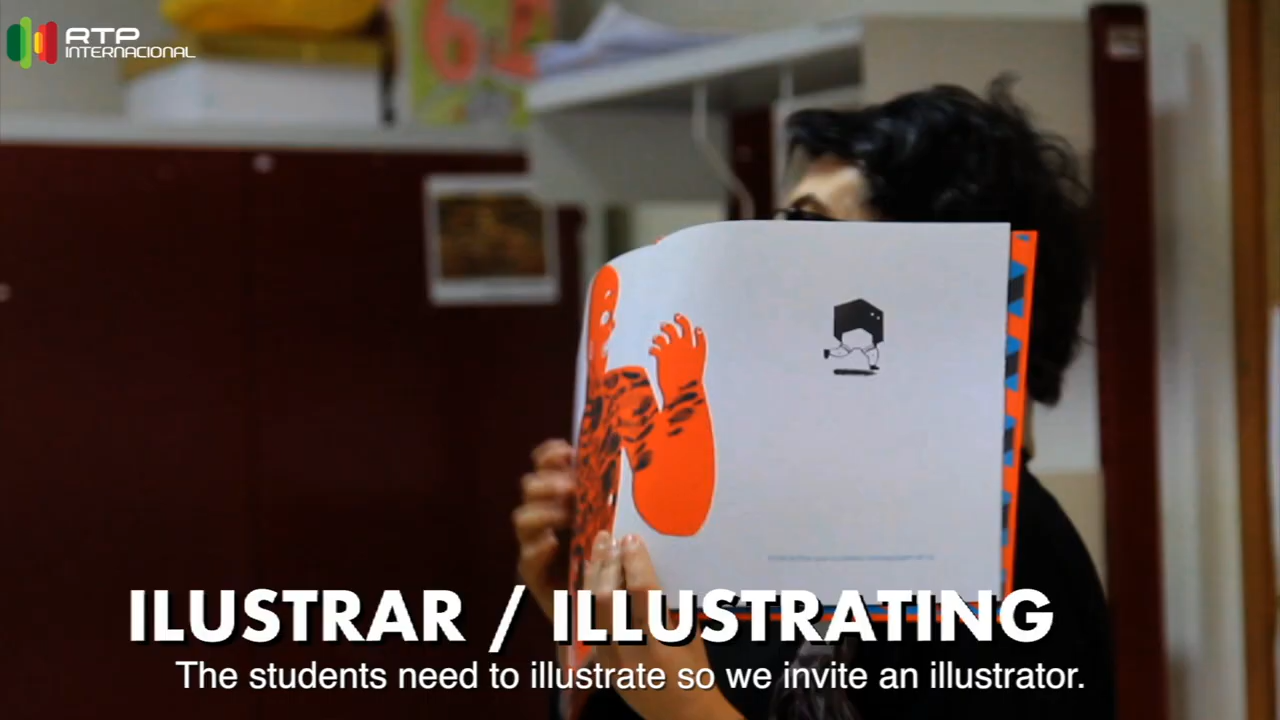 RTP
INTERNACIONAL
ILUSTRAR / ILLUSTRATING
The students need to illustrate so we invite an illustrator.